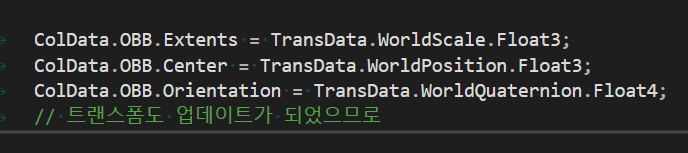 ColData.OBB.Extents = TransData.WorldScale.Float3;
ColData.OBB.Center = TransData.WorldPosition.Float3;
ColData.OBB.Orientation = TransData.WorldQuaternion.Float4;
// 트랜스폼도 업데이트가 되었으므로